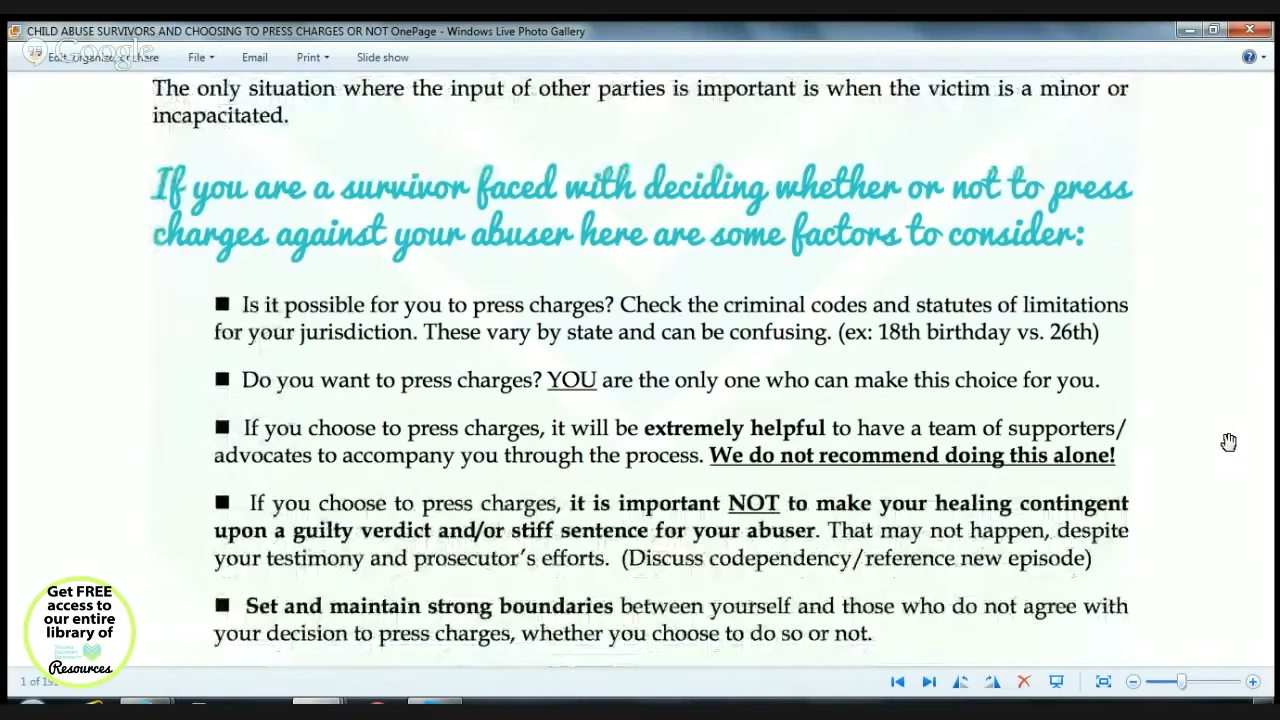 CHILD ABUSE SURVIVORS AND CHOOSING TO PRESS CHARGES OR NOT OnePage - Windows Live Photo Gallery
Google
Edit, organize, or share File Email Print Slide show
The only situation where the input of other parties is important is when the victim is a minor or
incapacitated.
If you are a survivor faced with deciding whether or not to press
charges against your abuser here are some factors to consider:
■ Is it possible for you to press charges? Check the criminal codes and statutes of limitations
for your jurisdiction. These vary by state and can be confusing. (ex: 18th birthday vs. 26th)
■ Do you want to press charges? YOU are the only one who can make this choice for you.
■ If you choose to press charges, it will be extremely helpful to have a team of supporters/
advocates to accompany you through the process. We do not recommend doing this alone!
■ If you choose to press charges, it is important NOT to make your healing contingent
upon a guilty verdict and/or stiff sentence for your abuser. That may not happen, despite
your testimony and prosecutor's efforts. (Discuss codependency/reference new episode)
■ Set and maintain strong boundaries between yourself and those who do not agree with
your decision to press charges, whether you choose to do so or not.
Get FREE
access to
our entire
library of
Resources
1 of